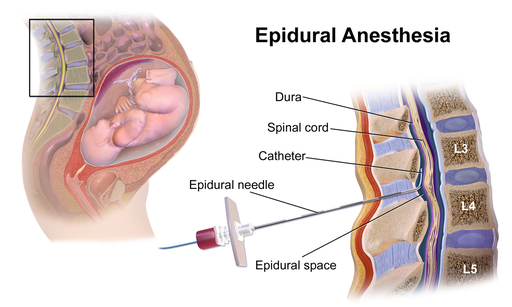 Epidural Anesthesia
Dura
Spinal cord
Catheter
Epidural needle
Epidural space
L3
L4
L5